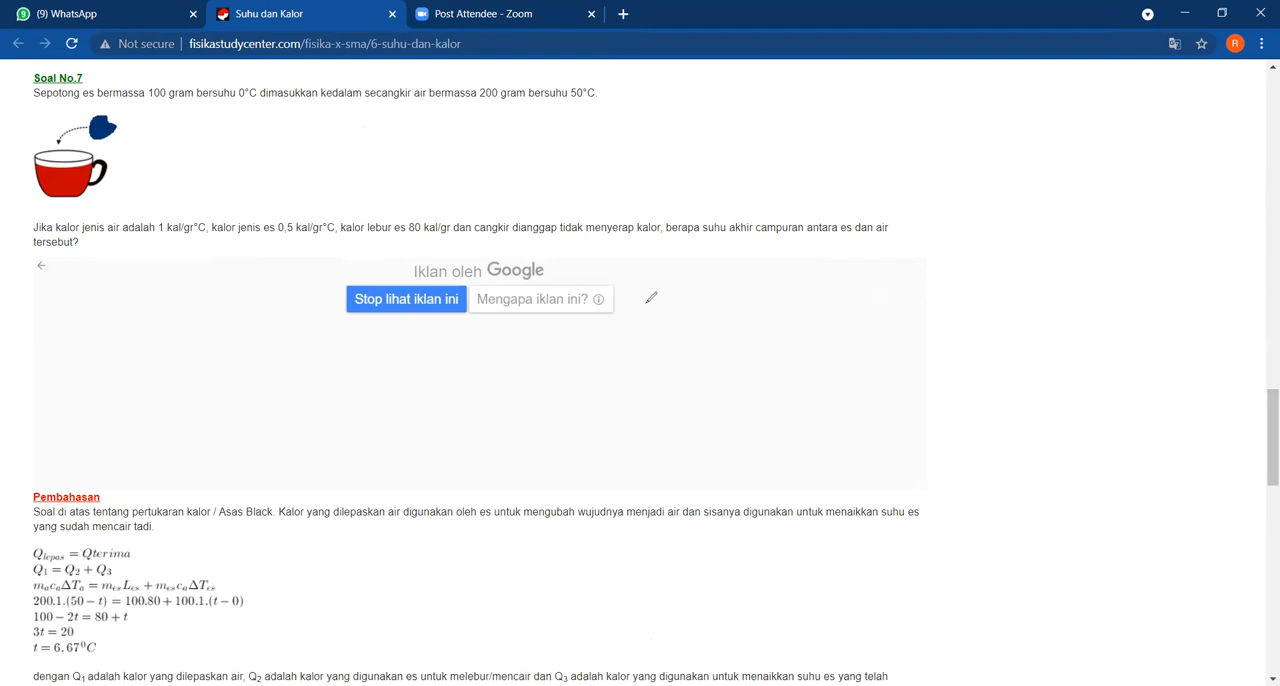 (9) WhatsApp
Suhu dan Kalor
Post Attendee - Zoom
Not secure
fisikastudycenter.com/fisika-x-sma/6-suhu-dan-kalor
R
Soal No.7
Sepotong es bermassa 100 gram bersuhu 0°C dimasukkan kedalam secangkir air bermassa 200 gram bersuhu 50°C.
Jika kalor jenis air adalah 1 kal/gr°C, kalor jenis es 0,5 kal/gr°C, kalor lebur es 80 kal/gr dan cangkir dianggap tidak menyerap kalor, berapa suhu akhir campuran antara es dan air
tersebut?
Iklan oleh Google
Stop lihat iklan ini
Mengapa iklan ini?
Pembahasan
Soal di atas tentang pertukaran kalor / Asas Black. Kalor yang dilepaskan air digunakan oleh es untuk mengubah wujudnya menjadi air dan sisanya digunakan untuk menaikkan suhu es
yang sudah mencair tadi.
Qlepas = Qterima
Q1 = Q2 + Q3
macaΔTa = mesLes + mescaΔTes
200.1.(50 − t) = 100.80 + 100.1.(t − 0)
100 − 2t = 80 + t
3t = 20
t = 6,67⁰C
dengan Q1 adalah kalor yang dilepaskan air, Q2 adalah kalor yang digunakan es untuk melebur/mencair dan Q3 adalah kalor yang digunakan untuk menaikkan suhu es yang telah